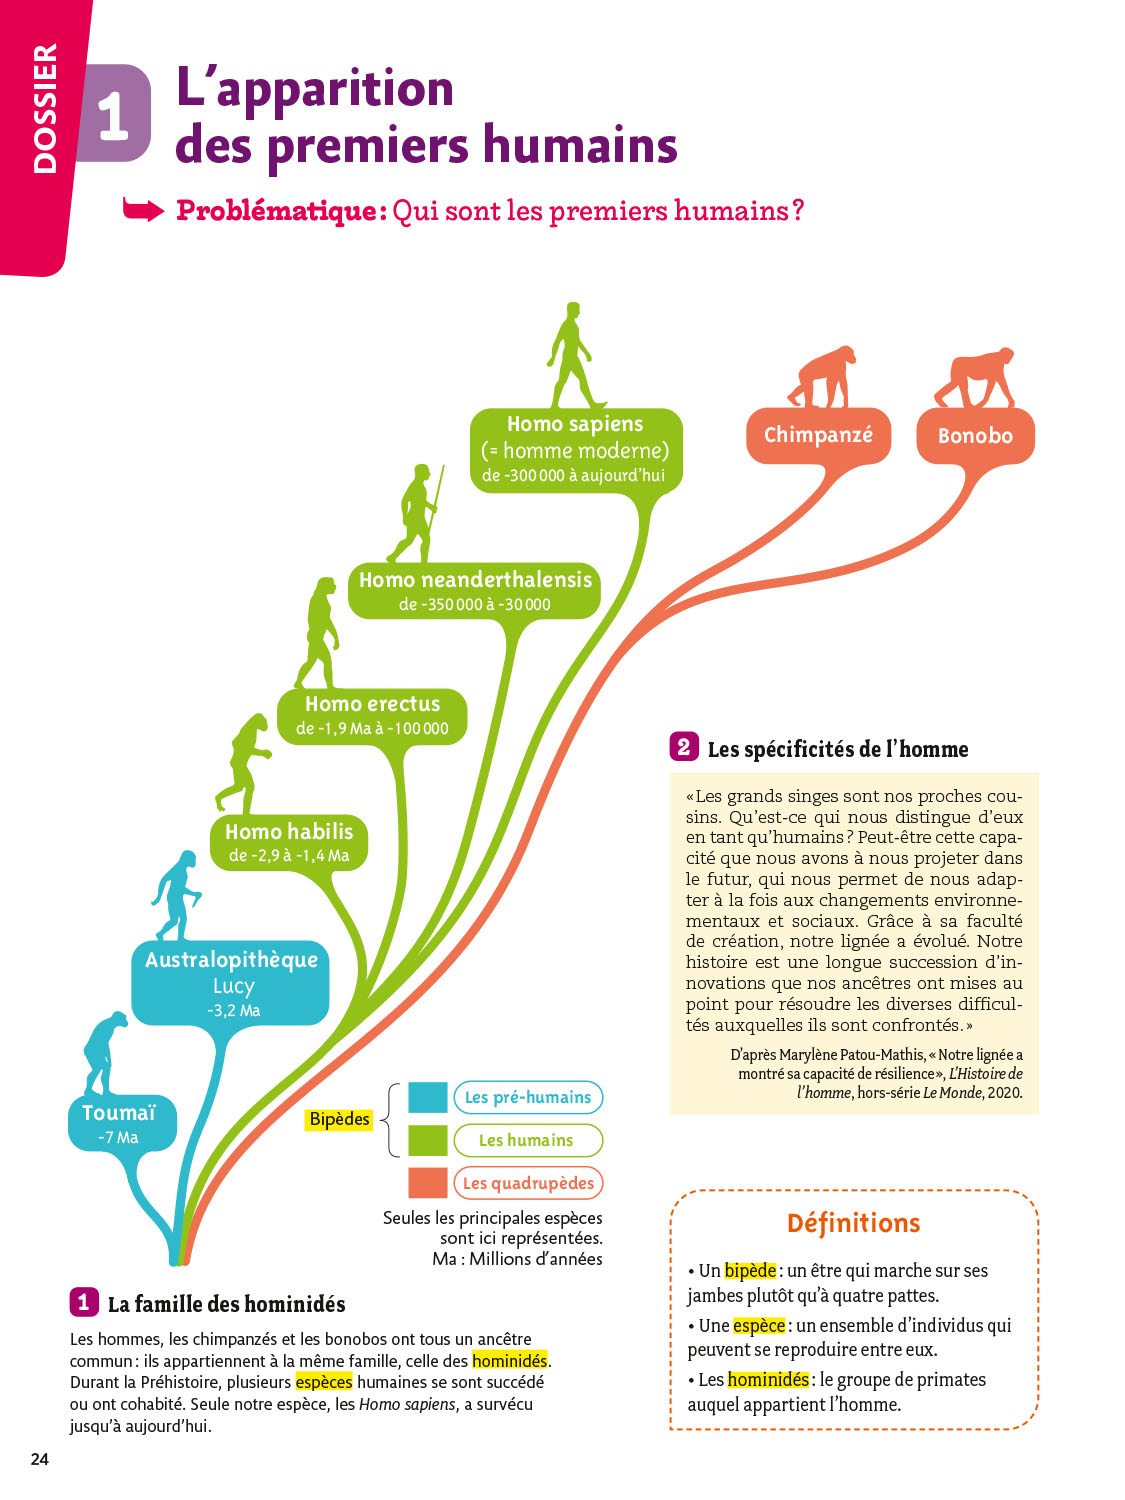 DOSSIER
1
L'apparition
des premiers humains
Problématique : Qui sont les premiers humains ?
Homo sapiens
(= homme moderne)
de -300 000 à aujourd'hui
Chimpanzé
Bonobo
Homo neanderthalensis
de -350 000 à -30 000
Homo erectus
de -1,9 Ma à -100 000
Homo habilis
de -2,9 à -1,4 Ma
Australopithèque
Lucy
-3,2 Ma
Toumaï
-7 Ma
Bipèdes
Les pré-humains
Les humains
Les quadrupèdes
Seules les principales espèces
sont ici représentées.
Ma : Millions d'années
1 La famille des hominidés
Les hommes, les chimpanzés et les bonobos ont tous un ancêtre
commun : ils appartiennent à la même famille, celle des hominidés.
Durant la Préhistoire, plusieurs espèces humaines se sont succédé
ou ont cohabité. Seule notre espèce, les Homo sapiens, a survécu
jusqu'à aujourd'hui.
2 Les spécificités de l'homme
« Les grands singes sont nos proches cou-
sins. Qu'est-ce qui nous distingue d'eux
en tant qu'humains ? Peut-être cette capa-
cité que nous avons à nous projeter dans
le futur, qui nous permet de nous adap-
ter à la fois aux changements environne-
mentaux et sociaux. Grâce à sa faculté
de création, notre lignée a évolué. Notre
histoire est une longue succession d'in-
novations que nos ancêtres ont mises au
point pour résoudre les diverses difficul-
tés auxquelles ils sont confrontés. »
D'après Marylène Patou-Mathis, « Notre lignée a
montré sa capacité de résilience », L'Histoire de
l'homme, hors-série Le Monde, 2020.
Définitions
• Un bipède : un être qui marche sur ses
jambes plutôt qu'à quatre pattes.
• Une espèce : un ensemble d'individus qui
peuvent se reproduire entre eux.
• Les hominidés : le groupe de primates
auquel appartient l'homme.
24